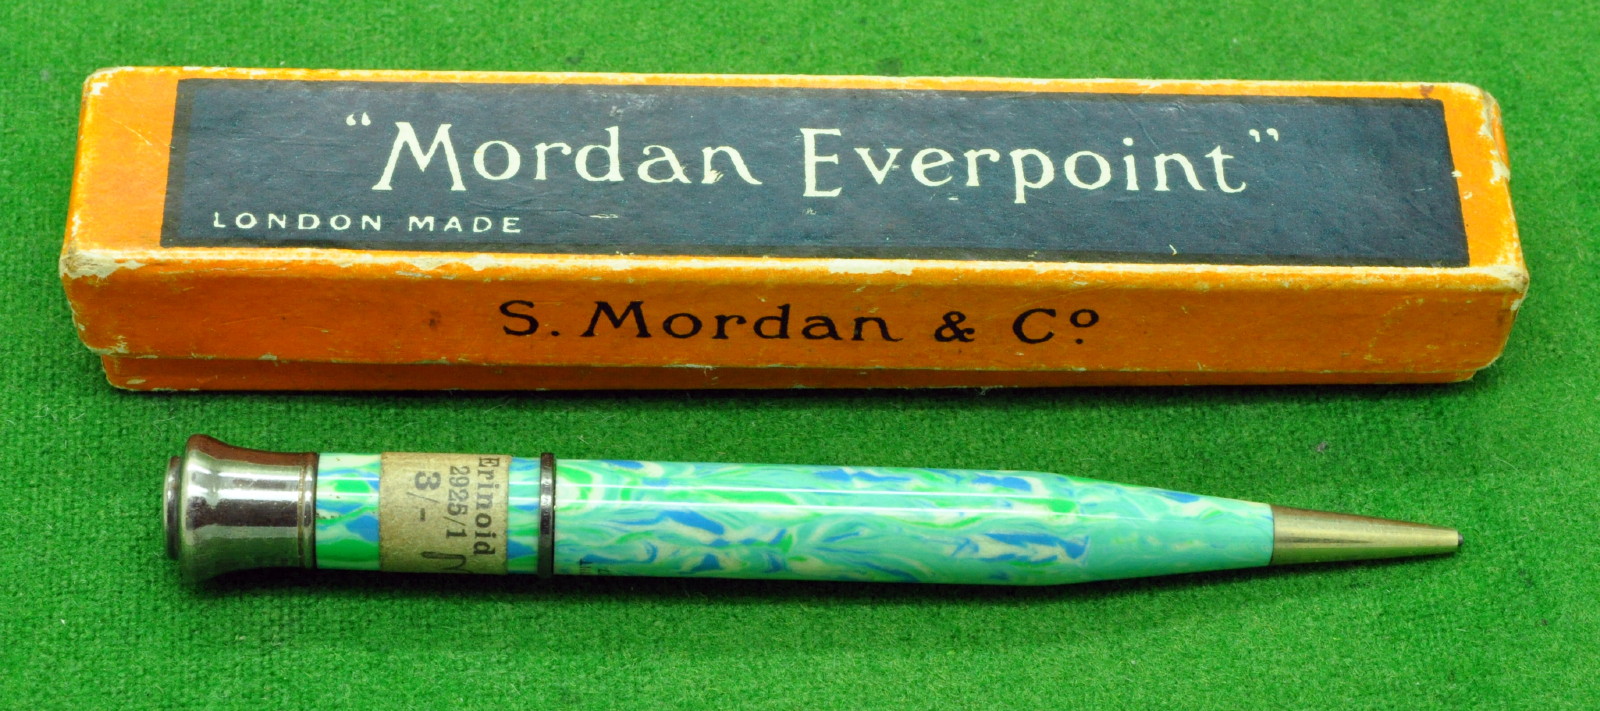 “Mordan Everpoint”
LONDON MADE
S. Mordan & Cº.
Erinoid
2925/1
3/-